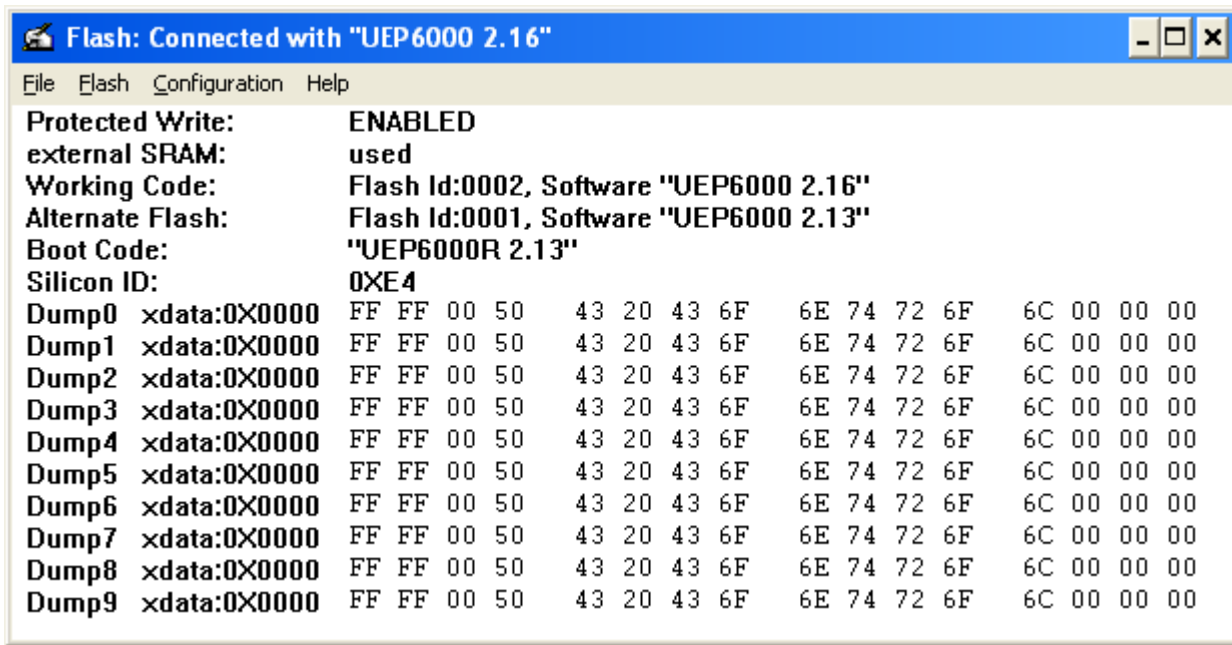 Flash: Connected with "UEP6000 2.16"
File Flash Configuration Help
Protected Write: ENABLED
external SRAM: used
Working Code: Flash Id:0002, Software "UEP6000 2.16"
Alternate Flash: Flash Id:0001, Software "UEP6000 2.13"
Boot Code: "UEP6000R 2.13"
Silicon ID: 0XE4
Dump0 xdata:0X0000 FF FF 00 50 43 20 43 6F 6E 74 72 6F 6C 00 00 00
Dump1 xdata:0X0000 FF FF 00 50 43 20 43 6F 6E 74 72 6F 6C 00 00 00
Dump2 xdata:0X0000 FF FF 00 50 43 20 43 6F 6E 74 72 6F 6C 00 00 00
Dump3 xdata:0X0000 FF FF 00 50 43 20 43 6F 6E 74 72 6F 6C 00 00 00
Dump4 xdata:0X0000 FF FF 00 50 43 20 43 6F 6E 74 72 6F 6C 00 00 00
Dump5 xdata:0X0000 FF FF 00 50 43 20 43 6F 6E 74 72 6F 6C 00 00 00
Dump6 xdata:0X0000 FF FF 00 50 43 20 43 6F 6E 74 72 6F 6C 00 00 00
Dump7 xdata:0X0000 FF FF 00 50 43 20 43 6F 6E 74 72 6F 6C 00 00 00
Dump8 xdata:0X0000 FF FF 00 50 43 20 43 6F 6E 74 72 6F 6C 00 00 00
Dump9 xdata:0X0000 FF FF 00 50 43 20 43 6F 6E 74 72 6F 6C 00 00 00